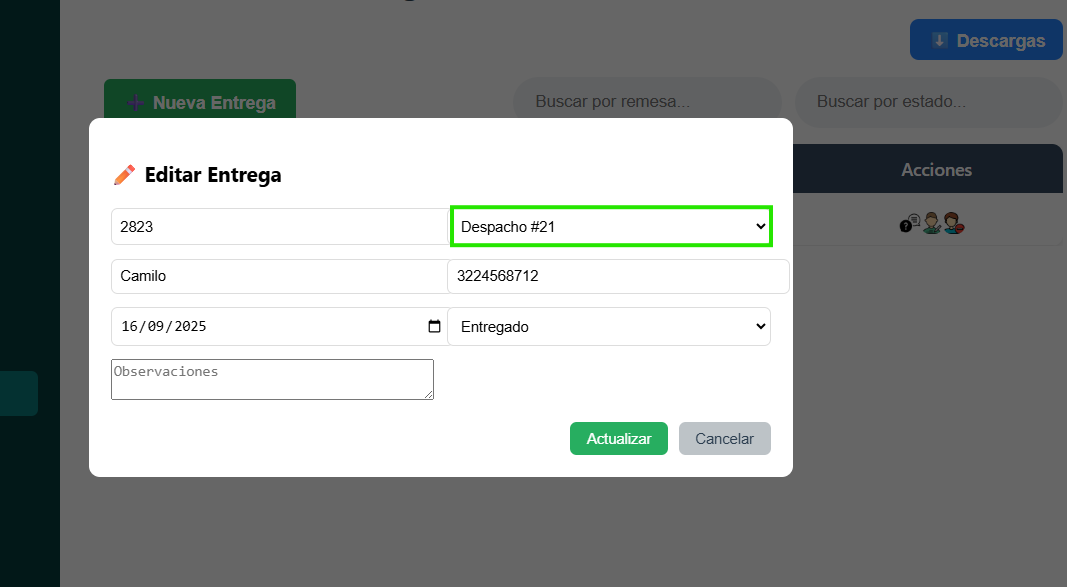 Descargas
Nueva Entrega
Buscar por remesa...
Buscar por estado...
Acciones
Editar Entrega
2823
Despacho #21
Camilo
3224568712
16/09/2025
Entregado
Observaciones
Actualizar
Cancelar